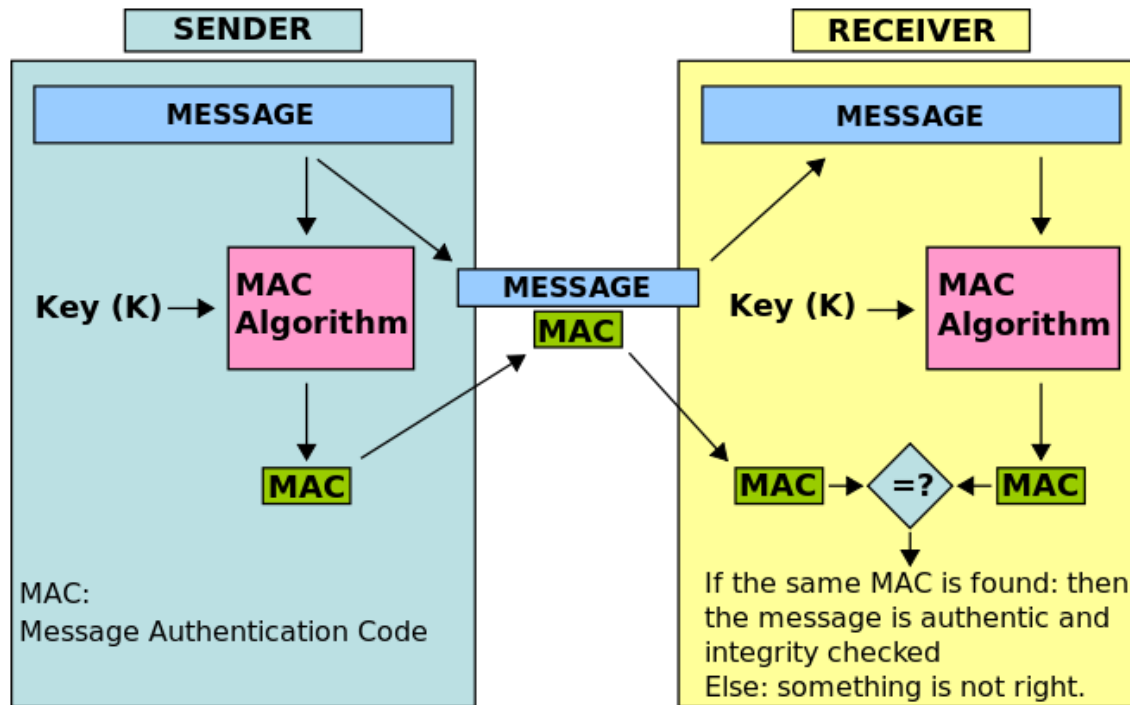 SENDER
MESSAGE
Key (K)
MAC
Algorithm
MAC
MAC:
Message Authentication Code
MESSAGE
MAC
RECEIVER
MESSAGE
Key (K)
MAC
Algorithm
MAC
=?
MAC
If the same MAC is found: then
the message is authentic and
integrity checked
Else: something is not right.